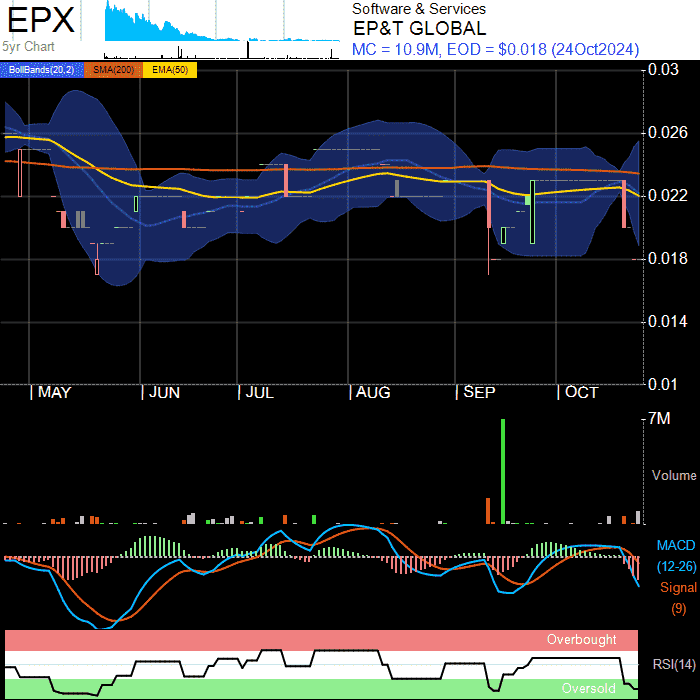 EPX
5yr Chart
Software & Services
EP&T GLOBAL
MC = 10.9M, EOD = $0.018 (24Oct2024)
BollBands(20,2) SMA(200) EMA(50)
0.03
0.026
0.022
0.018
0.014
0.01
MAY JUN JUL AUG SEP OCT
7M
Volume
MACD
(12-26)
Signal
(9)
Overbought
RSI(14)
Oversold